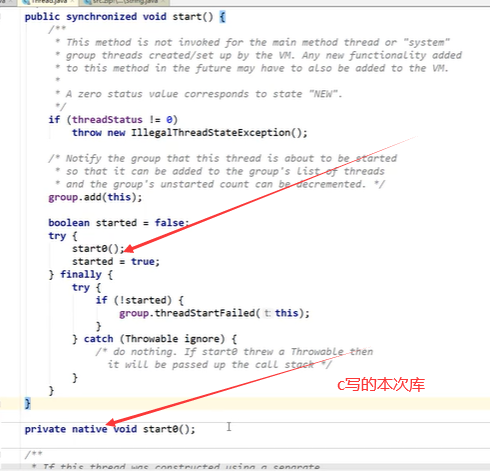 Thread.java
public synchronized void start() {
/**
* This method is not invoked for the main method thread or "system"
* group threads created/set up by the VM. Any new functionality added
* to this method in the future may have to also be added to the VM.
*
* A zero status value corresponds to state "NEW".
*/
if (threadStatus != 0)
throw new IllegalThreadStateException();
/* Notify the group that this thread is about to be started
* so that it can be added to the group's list of threads
* and the group's unstarted count can be decremented. */
group.add(this);
boolean started = false;
try {
start0();
started = true;
} finally {
try {
if (!started) {
group.threadStartFailed( t: this);
}
} catch (Throwable ignore) {
/* do nothing. If start0 threw a Throwable then
it will be passed up the call stack */
}
}
c写的本次库
}
private native void start0();
/**
* If this thread was constructed using a separate